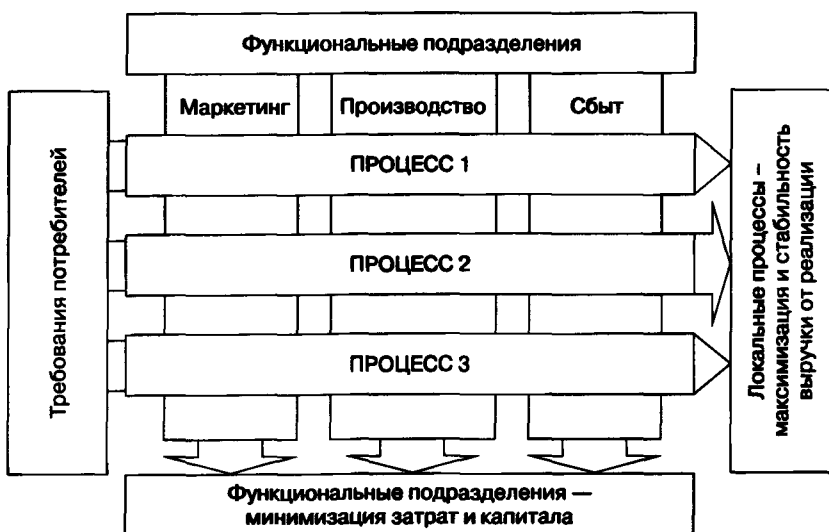 Функциональные подразделения
Маркетинг
Производство
Сбыт
Требования потребителей
ПРОЦЕСС 1
ПРОЦЕСС 2
ПРОЦЕСС 3
Локальные процессы –
максимизация и стабильность
выручки от реализации
Функциональные подразделения —
минимизация затрат и капитала